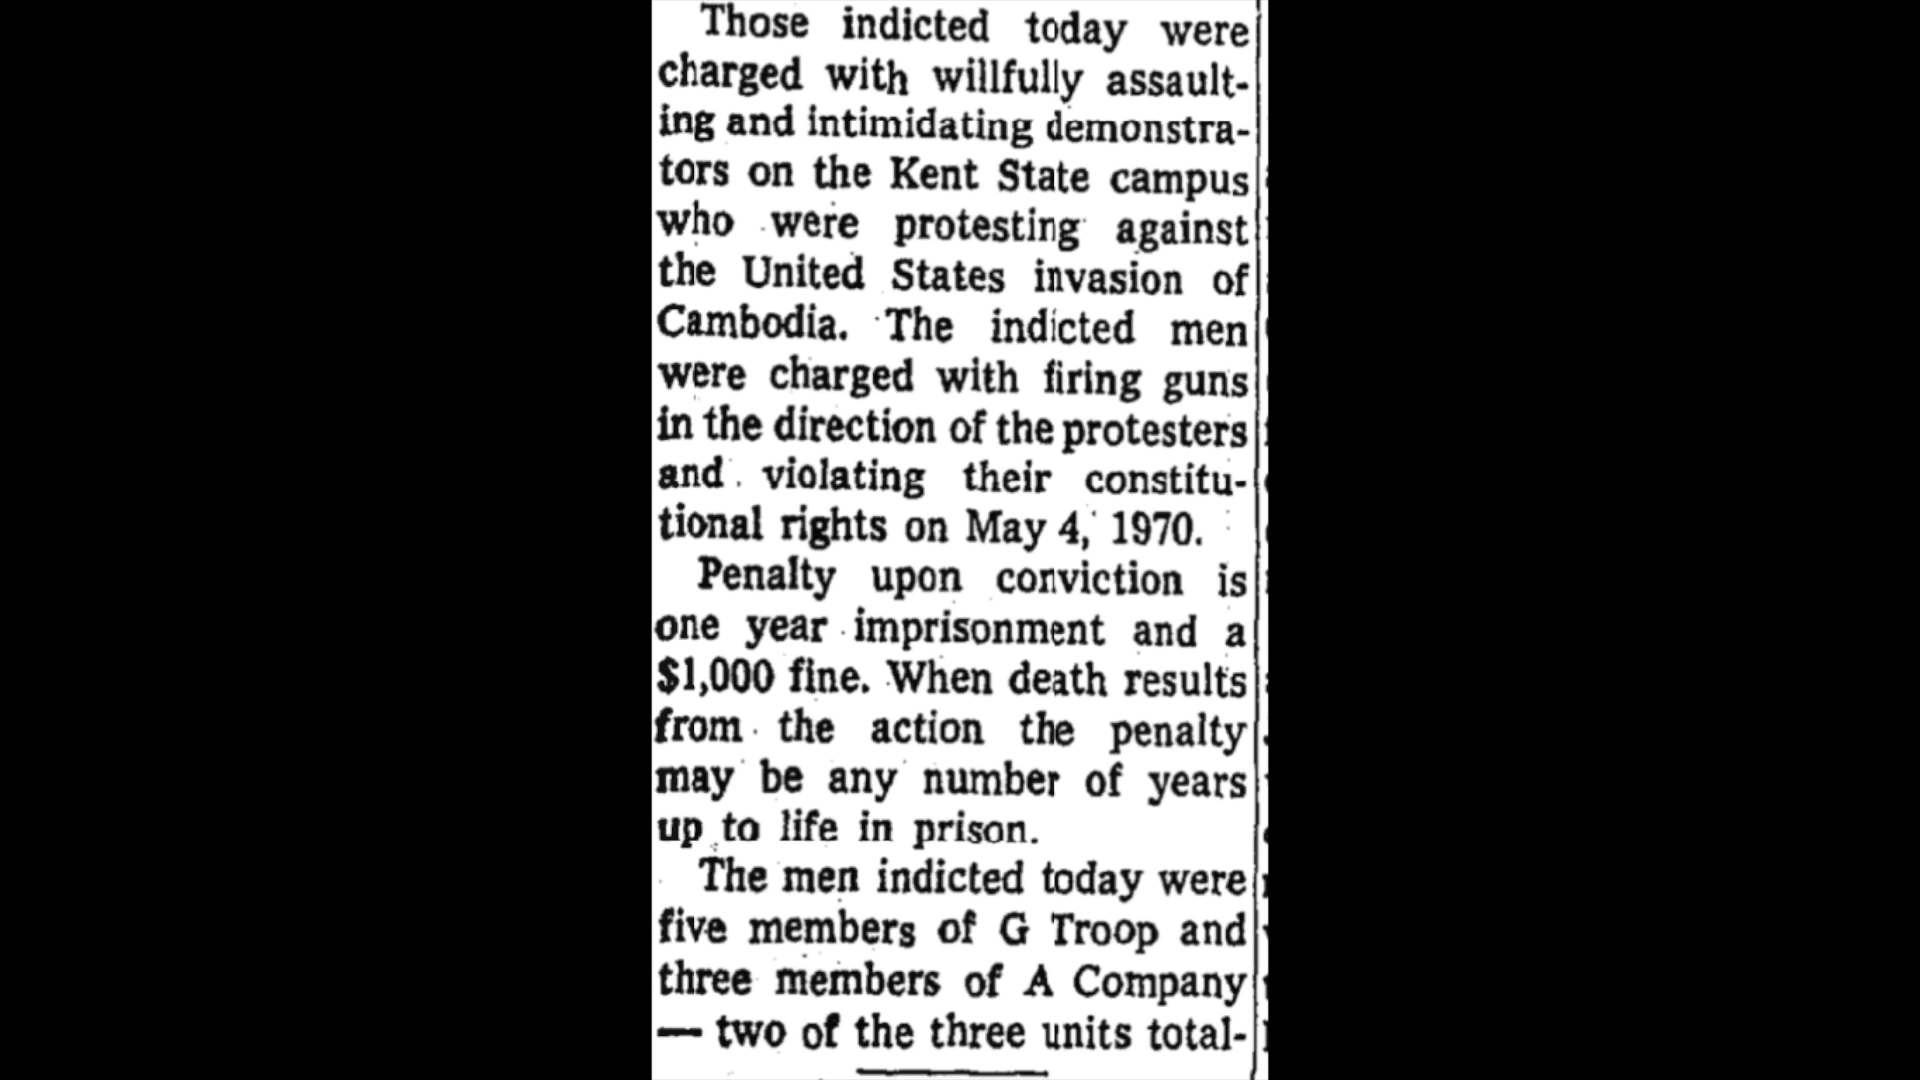 Those indicted today were
charged with willfully assault-
ing and intimidating demonstra-
tors on the Kent State campus
who were protesting against
the United States invasion of
Cambodia. The indicted men
were charged with firing guns
in the direction of the protesters
and violating their constitu-
tional rights on May 4, 1970.
Penalty upon conviction is
one year imprisonment and a
$1,000 fine. When death results
from the action the penalty
may be any number of years
up to life in prison.
The men indicted today were
five members of G Troop and
three members of A Company
— two of the three units total-